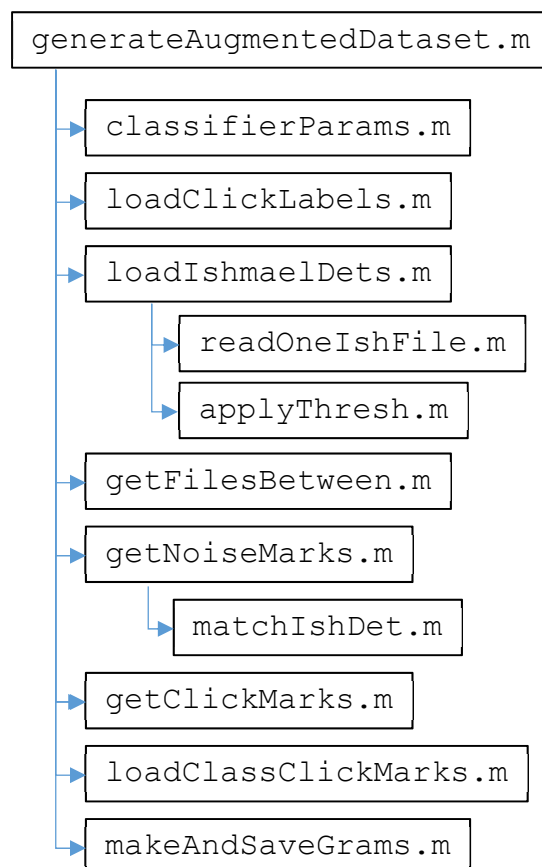 generateAugmentedDataset.m
classifierParams.m
loadClickLabels.m
loadIshmaelDets.m
readOneIshFile.m
applyThresh.m
getFilesBetween.m
getNoiseMarks.m
matchIshDet.m
getClickMarks.m
loadClassClickMarks.m
makeAndSaveGrams.m